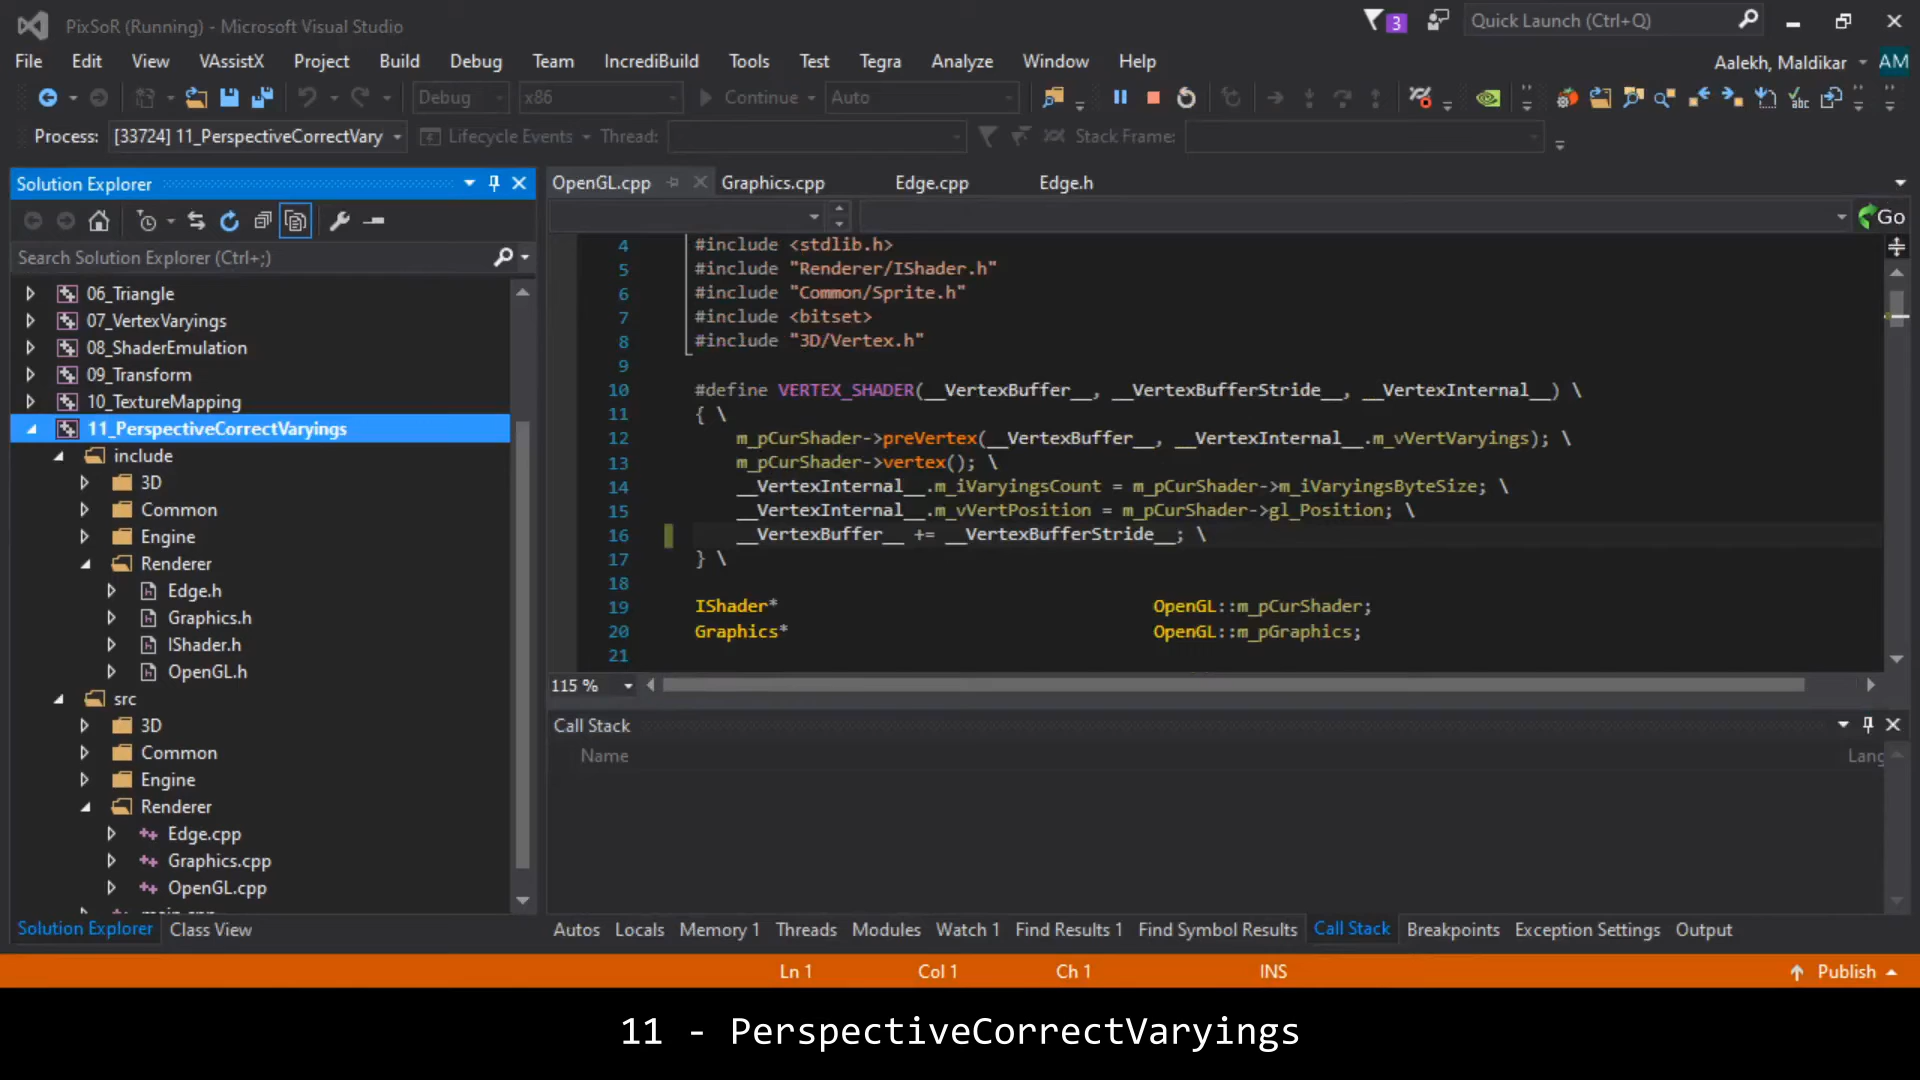 PixSoR (Running) - Microsoft Visual Studio
3
Quick Launch (Ctrl+Q)
File Edit View VAssistX Project Build Debug Team IncrediBuild Tools Test Tegra Analyze Window Help
Aalekh, Maldikar AM
Debug x86 Continue Auto
Process: [33724] 11_PerspectiveCorrectVary Lifecycle Events Thread: Stack Frame:
Solution Explorer
Search Solution Explorer (Ctrl+;)
06_Triangle
07_VertexVaryings
08_ShaderEmulation
09_Transform
10_TextureMapping
11_PerspectiveCorrectVaryings
include
3D
Common
Engine
Renderer
Edge.h
Graphics.h
IShader.h
OpenGL.h
src
3D
Common
Engine
Renderer
Edge.cpp
Graphics.cpp
OpenGL.cpp
main.cpp
Solution Explorer Class View
OpenGL.cpp Graphics.cpp Edge.cpp Edge.h
Go
4 #include <stdlib.h>
5 #include "Renderer/IShader.h"
6 #include "Common/Sprite.h"
7 #include <bitset>
8 #include "3D/Vertex.h"
9
10 #define VERTEX_SHADER(__VertexBuffer__, __VertexBufferStride__, __VertexInternal__) \
11 { \
12 m_pCurShader->preVertex(__VertexBuffer__, __VertexInternal__.m_vVertVaryings); \
13 m_pCurShader->vertex(); \
14 __VertexInternal__.m_iVaryingsCount = m_pCurShader->m_iVaryingsByteSize; \
15 __VertexInternal__.m_vVertPosition = m_pCurShader->gl_Position; \
16 __VertexBuffer__ += __VertexBufferStride__; \
17 } \
18
19 IShader* OpenGL::m_pCurShader;
20 Graphics* OpenGL::m_pGraphics;
21
115 %
Call Stack
Name Lang
Autos Locals Memory 1 Threads Modules Watch 1 Find Results 1 Find Symbol Results Call Stack Breakpoints Exception Settings Output
Ln 1 Col 1 Ch 1 INS Publish
11 - PerspectiveCorrectVaryings